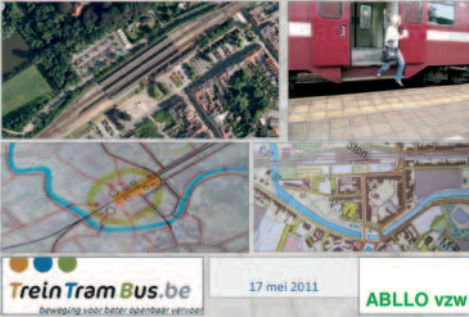 TreinTramBus.be
beweging voor beter openbaar vervoer
17 mei 2011
ABLLO vzw